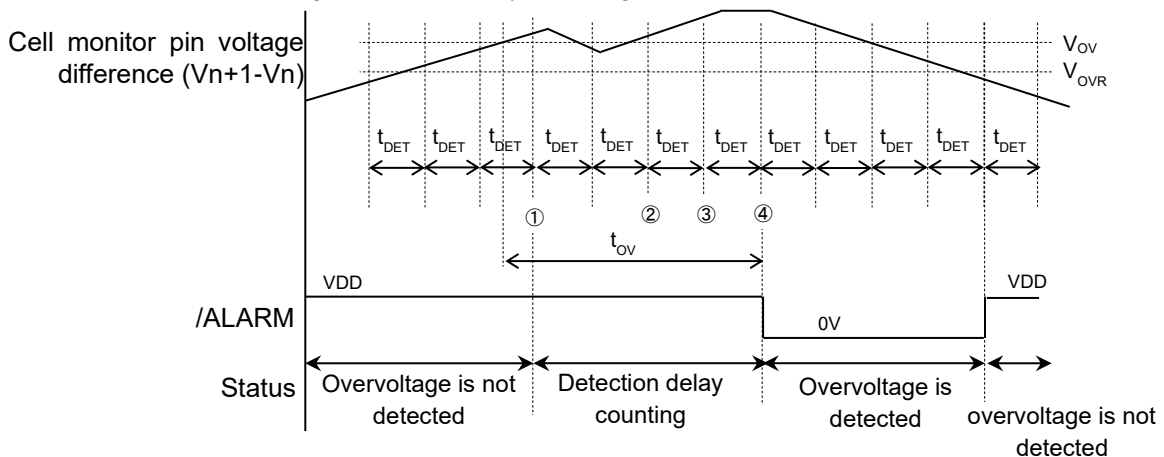 Cell monitor pin voltage
difference (Vn+1-Vn)
VOV
VOVR
tDET tDET tDET tDET tDET tDET tDET tDET tDET tDET tDET tDET
① ② ③ ④
tOV
VDD
VDD
/ALARM
0V
Status
Overvoltage is not
detected
Detection delay
counting
Overvoltage is
detected
overvoltage is not
detected